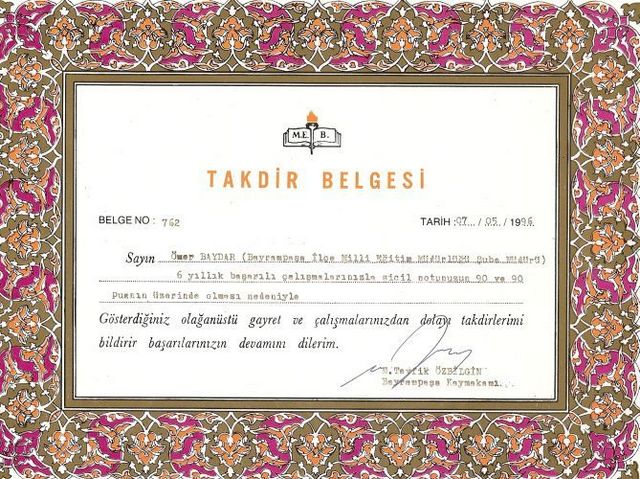 M.E. B.
TAKDİR BELGESİ
BELGE NO: 762 TARİH: 07 / 05 / 1996
Sayın Ömer BAYDAR (Bayrampaşa İlçe Milli Eğitim Müdürlüğü Şube Müdürü)
6 yıllık başarılı çalışmalarınızla sicil notunuzun 90 ve 90
puanın üzerinde olması nedeniyle
Gösterdiğiniz olağanüstü gayret ve çalışmalarınızdan dolayı takdirlerimi
bildirir başarılarınızın devamını dilerim.
M.Tevfik ÖZBİLGİN
Bayrampaşa Kaymakamı